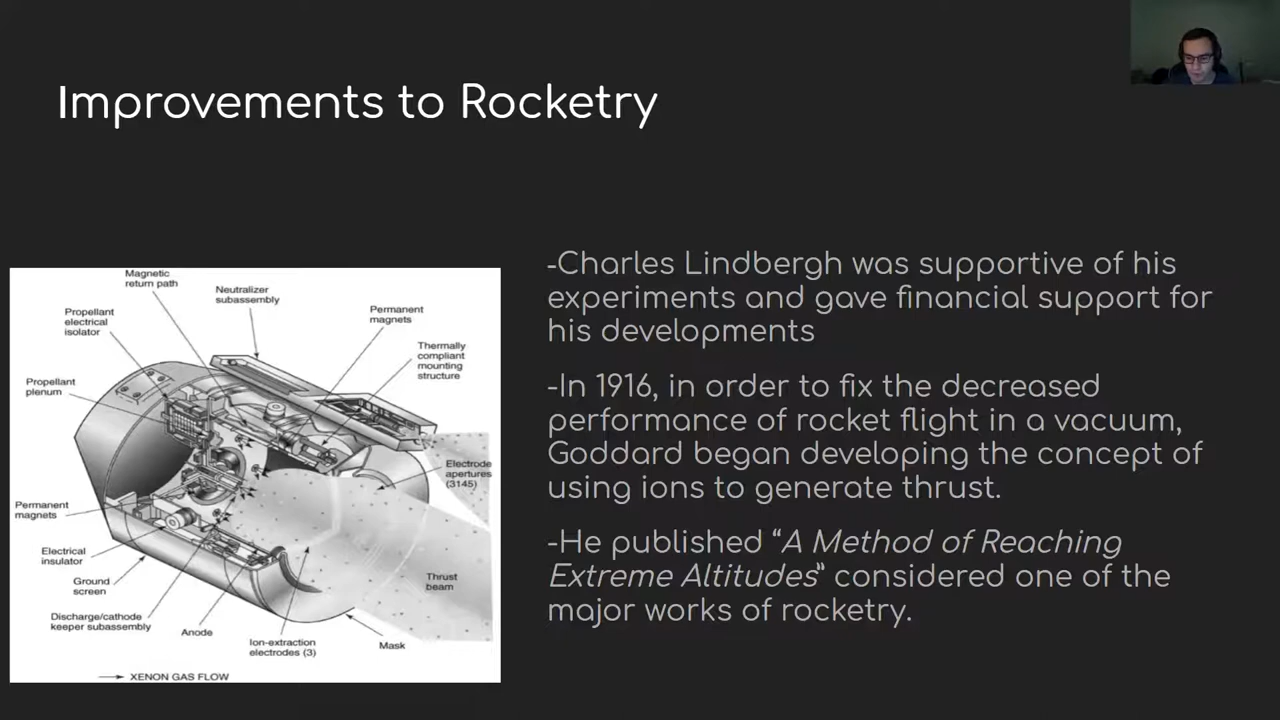 Improvements to Rocketry
Magnetic
return path
Neutralizer
subassembly
Propellant
electrical
isolator
Permanent
magnets
Thermally
compliant
mounting
structure
Propellant
plenum
Electrode
apertures
(3145)
Permanent
magnets
Electrical
insulator
Ground
screen
Thrust
beam
Discharge/cathode
keeper subassembly
Anode
Ion-extraction
electrodes (3)
Mask
XENON GAS FLOW
-Charles Lindbergh was supportive of his
experiments and gave financial support for
his developments
-In 1916, in order to fix the decreased
performance of rocket flight in a vacuum,
Goddard began developing the concept of
using ions to generate thrust.
-He published “A Method of Reaching
Extreme Altitudes” considered one of the
major works of rocketry.